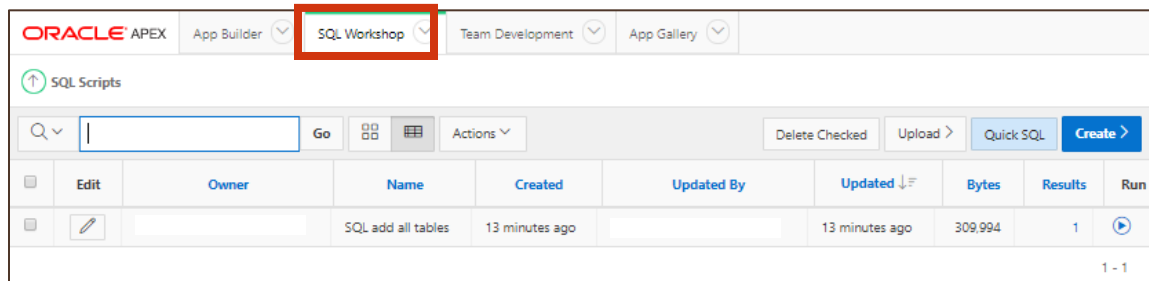 ORACLE APEX App Builder SQL Workshop Team Development App Gallery
SQL Scripts
Go Actions Delete Checked Upload > Quick SQL Create >
Edit Owner Name Created Updated By Updated Bytes Results Run
SQL add all tables 13 minutes ago 13 minutes ago 309,994 1
1 - 1